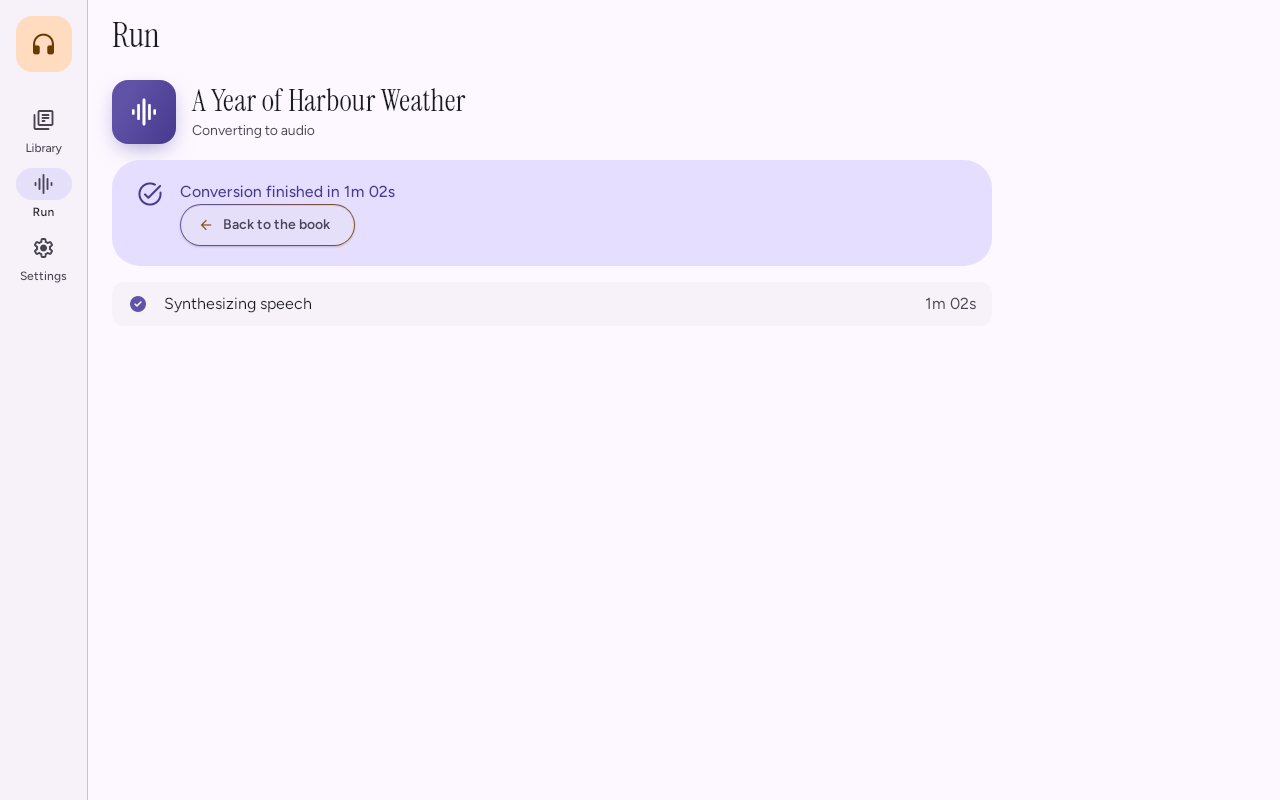 Run
A Year of Harbour Weather
Converting to audio
Library
Run
Settings
Conversion finished in 1m 02s
Back to the book
Synthesizing speech 1m 02s